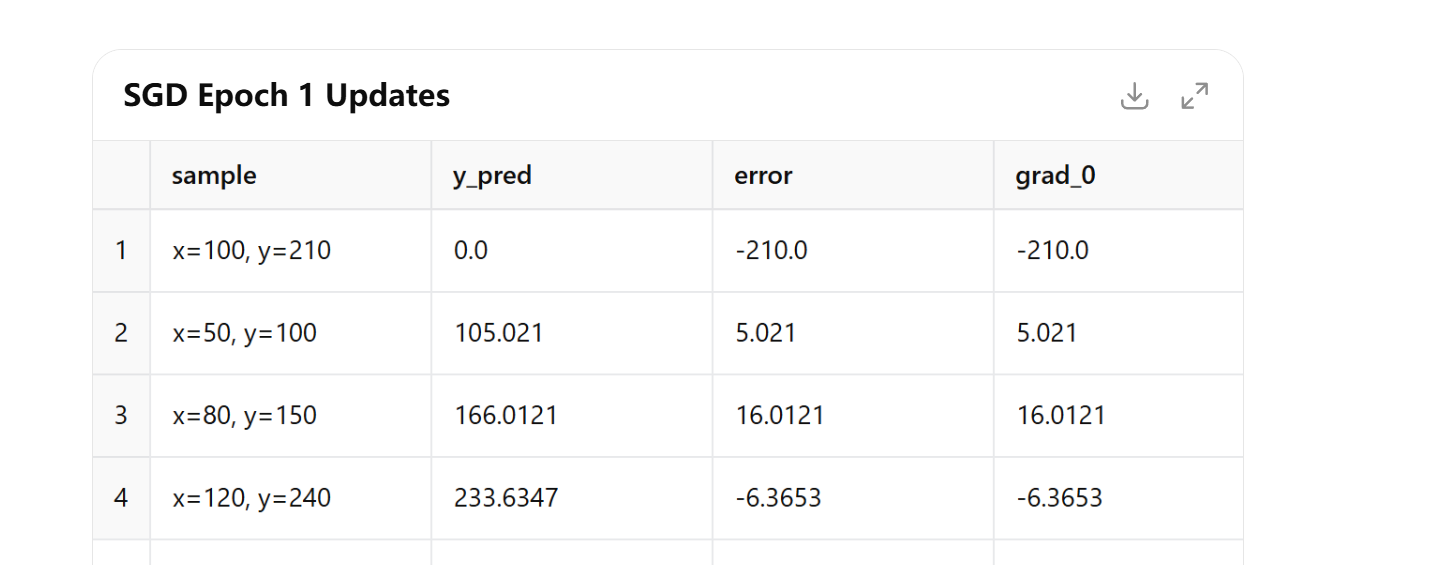 SGD Epoch 1 Updates
sample y_pred error grad_0
1 x=100, y=210 0.0 -210.0 -210.0
2 x=50, y=100 105.021 5.021 5.021
3 x=80, y=150 166.0121 16.0121 16.0121
4 x=120, y=240 233.6347 -6.3653 -6.3653